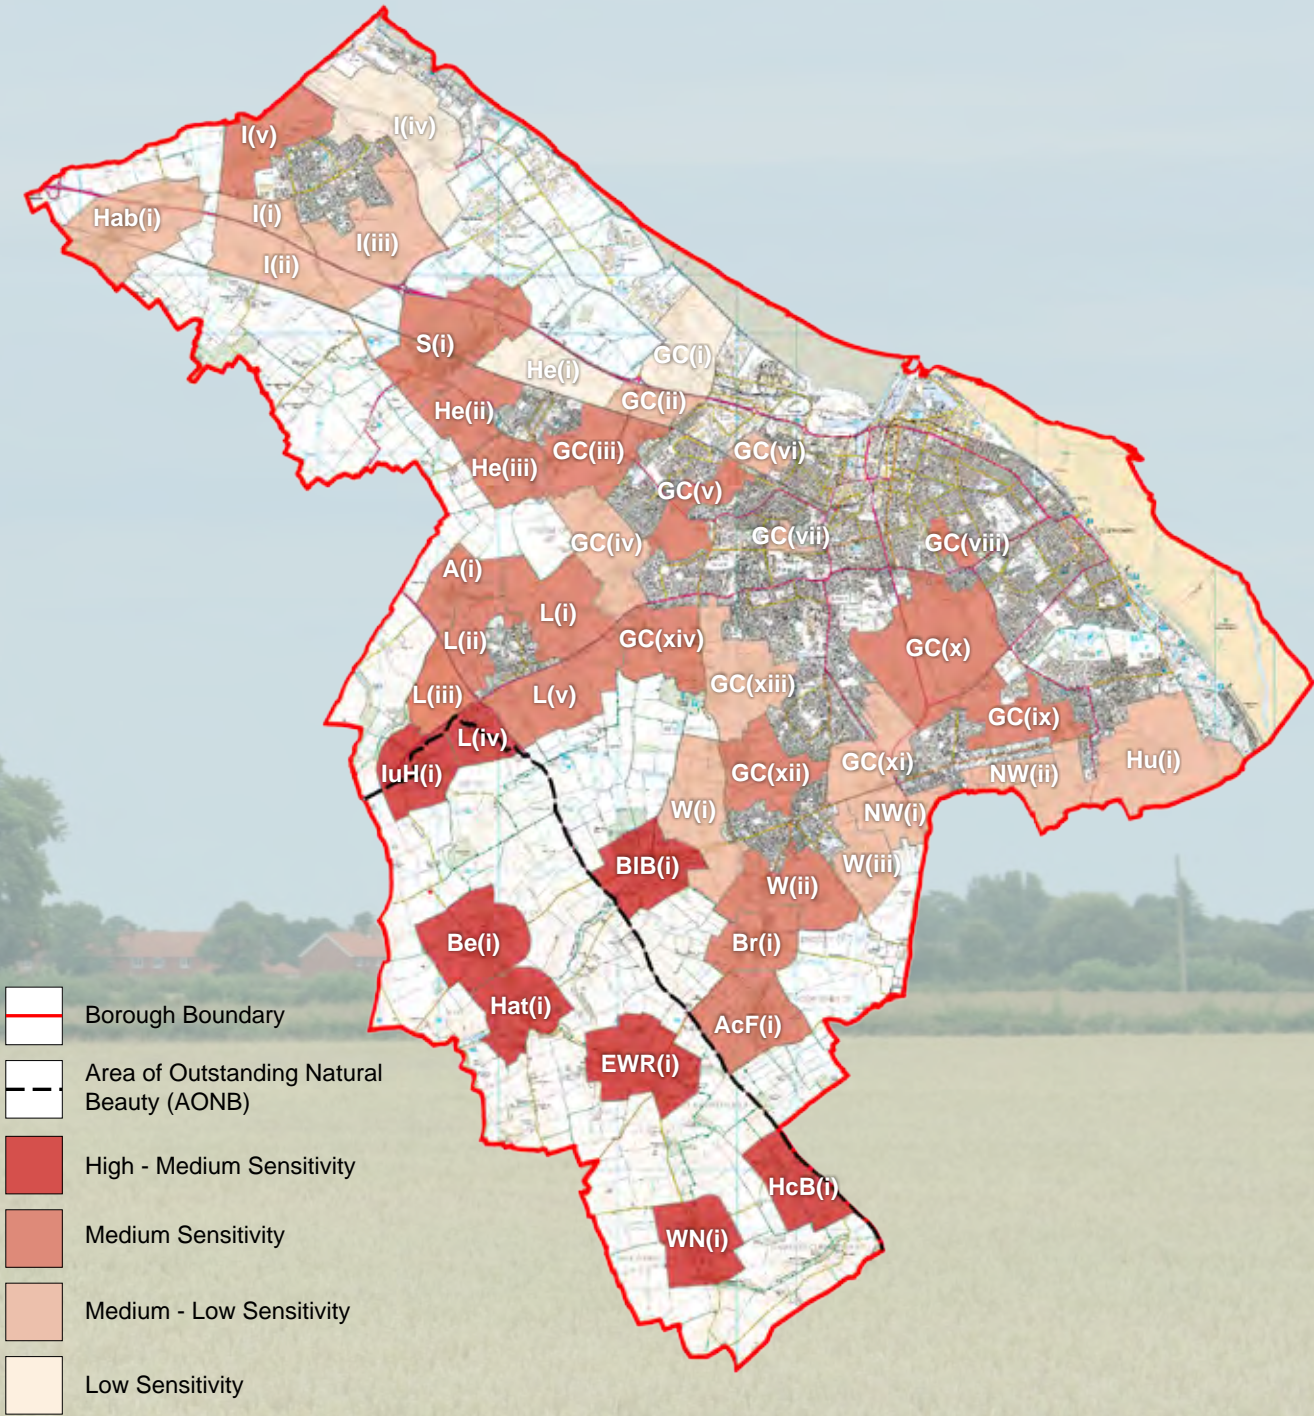 I(v)
I(iv)
Hab(i)
I(i)
I(iii)
I(ii)
S(i)
GC(i)
He(i)
GC(ii)
He(ii)
GC(iii)
GC(vi)
He(iii)
GC(v)
GC(iv)
GC(vii)
GC(viii)
A(i)
L(i)
L(ii)
GC(xiv)
GC(x)
L(iii)
L(v)
GC(xiii)
GC(ix)
L(iv)
IuH(i)
GC(xii)
GC(xi)
NW(ii)
Hu(i)
W(i)
NW(i)
BIB(i)
W(iii)
W(ii)
Be(i)
Br(i)
Hat(i)
AcF(i)
EWR(i)
HcB(i)
WN(i)
Borough Boundary
Area of Outstanding Natural
Beauty (AONB)
High - Medium Sensitivity
Medium Sensitivity
Medium - Low Sensitivity
Low Sensitivity